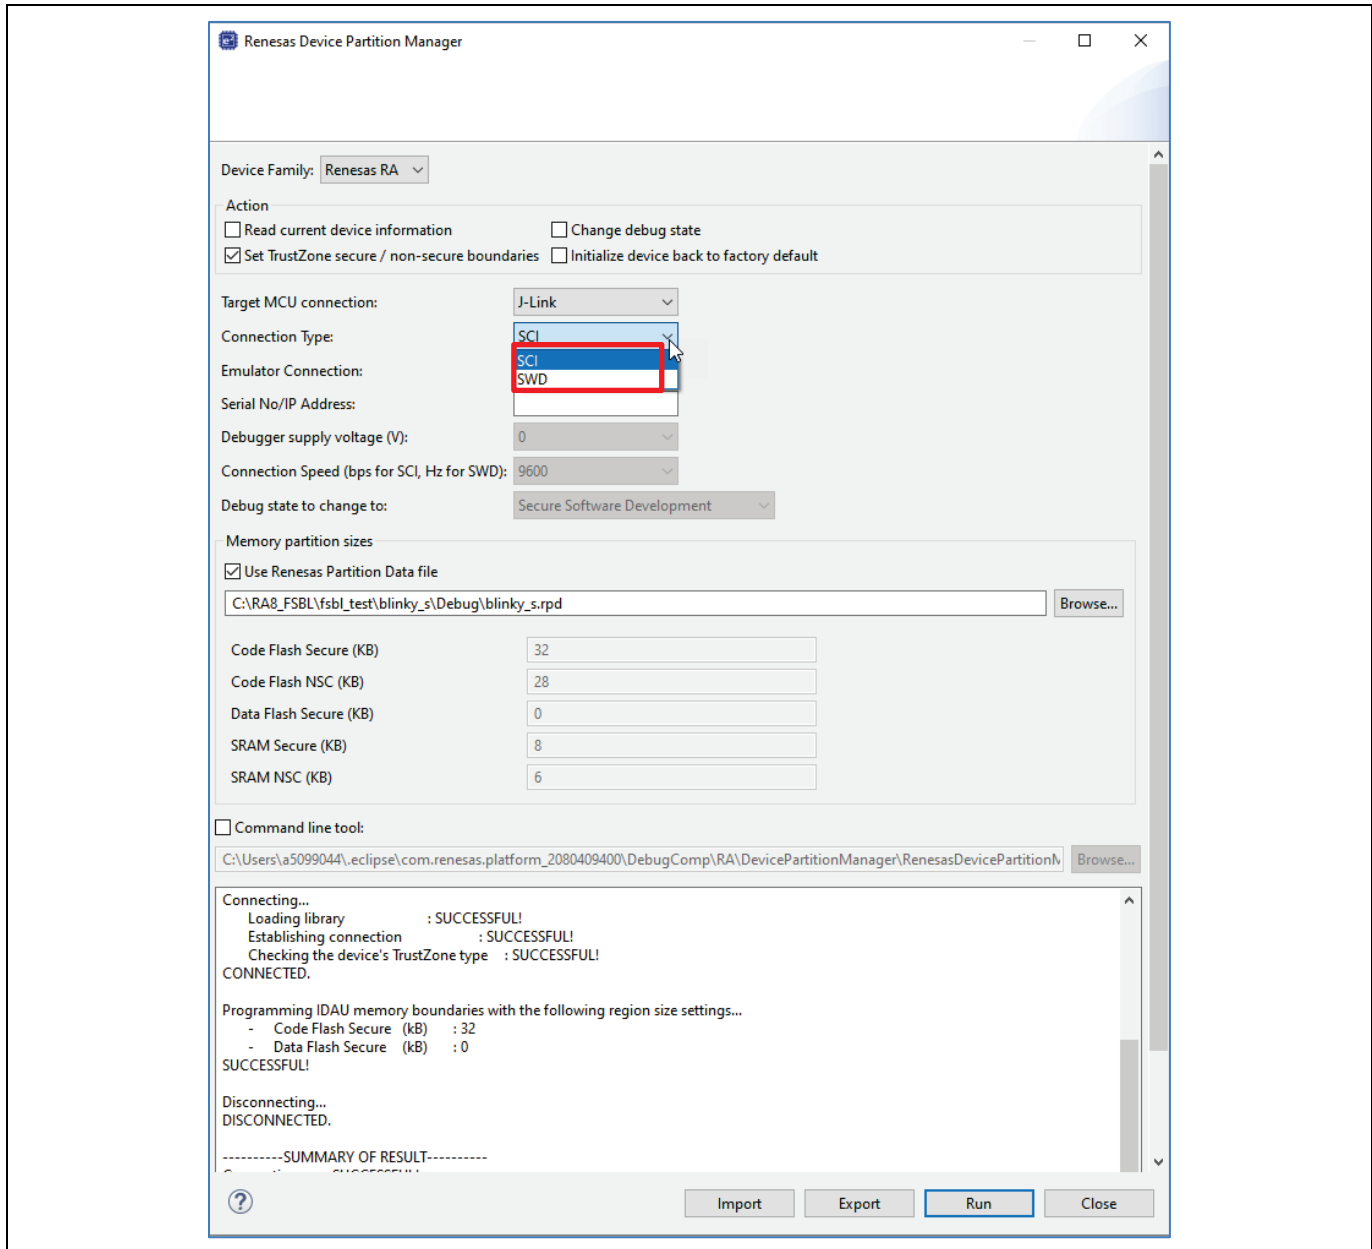 Renesas Device Partition Manager
Device Family: Renesas RA
Action
Read current device information Change debug state
Set TrustZone secure / non-secure boundaries Initialize device back to factory default
Target MCU connection: J-Link
Connection Type: SCI
SCI
Emulator Connection:
SWD
Serial No/IP Address:
Debugger supply voltage (V): 0
Connection Speed (bps for SCI, Hz for SWD): 9600
Debug state to change to: Secure Software Development
Memory partition sizes
Use Renesas Partition Data file
C:\RA8_FSBL\fsbl_test\blinky_s\Debug\blinky_s.rpd Browse...
Code Flash Secure (KB) 32
Code Flash NSC (KB) 28
Data Flash Secure (KB) 0
SRAM Secure (KB) 8
SRAM NSC (KB) 6
Command line tool:
C:\Users\a5099044\.eclipse\com.renesas.platform_2080409400\DebugComp\RA\DevicePartitionManager\RenesasDevicePartitionM Browse...
Connecting...
Loading library : SUCCESSFUL!
Establishing connection : SUCCESSFUL!
Checking the device's TrustZone type : SUCCESSFUL!
CONNECTED.
Programming IDAU memory boundaries with the following region size settings...
- Code Flash Secure (kB) : 32
- Data Flash Secure (kB) : 0
SUCCESSFUL!
Disconnecting...
DISCONNECTED.
----------SUMMARY OF RESULT----------
? Import Export Run Close